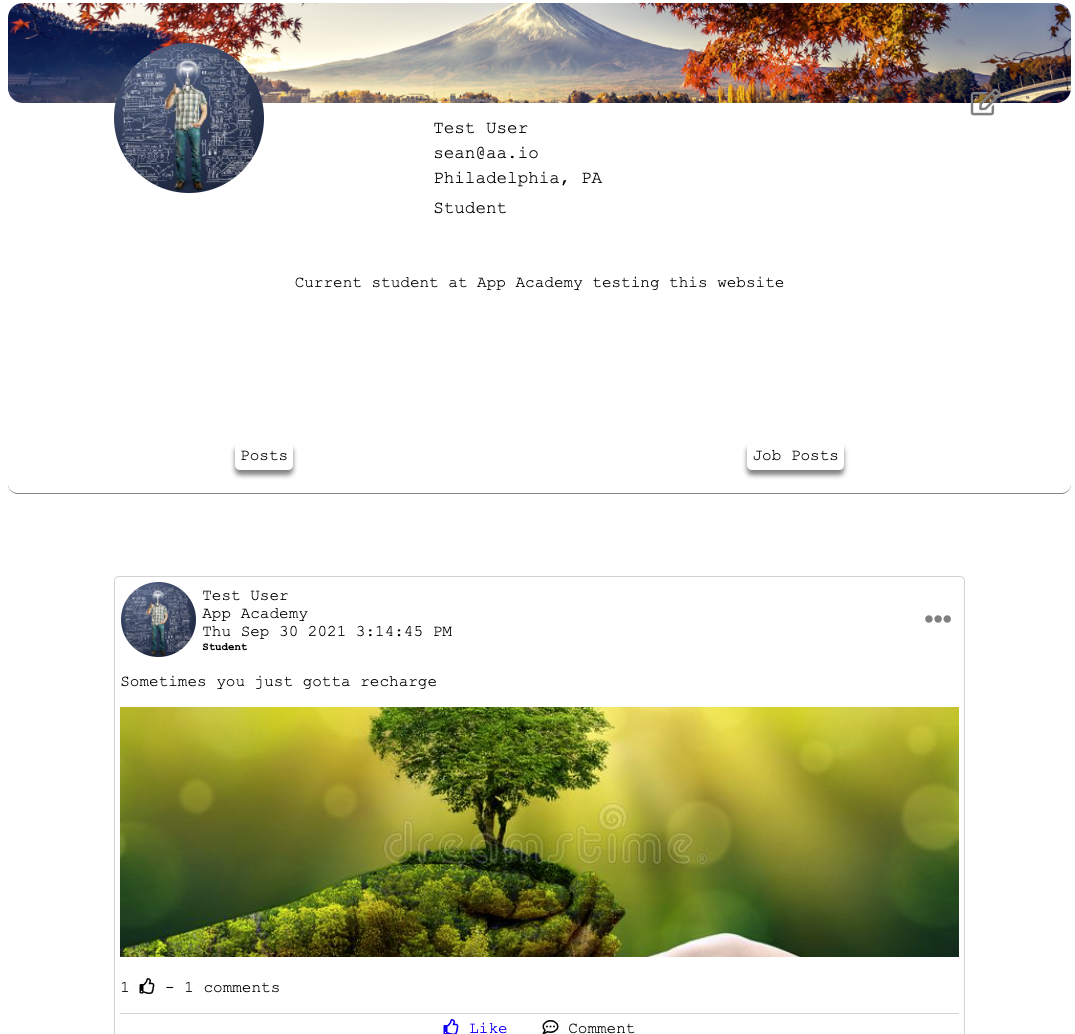 Test User
sean@aa.io
Philadelphia, PA
Student
Current student at App Academy testing this website
Posts
Job Posts
Test User
App Academy
Thu Sep 30 2021 3:14:45 PM
Student
Sometimes you just gotta recharge
dreamstime.
1 - 1 comments
Like
Comment